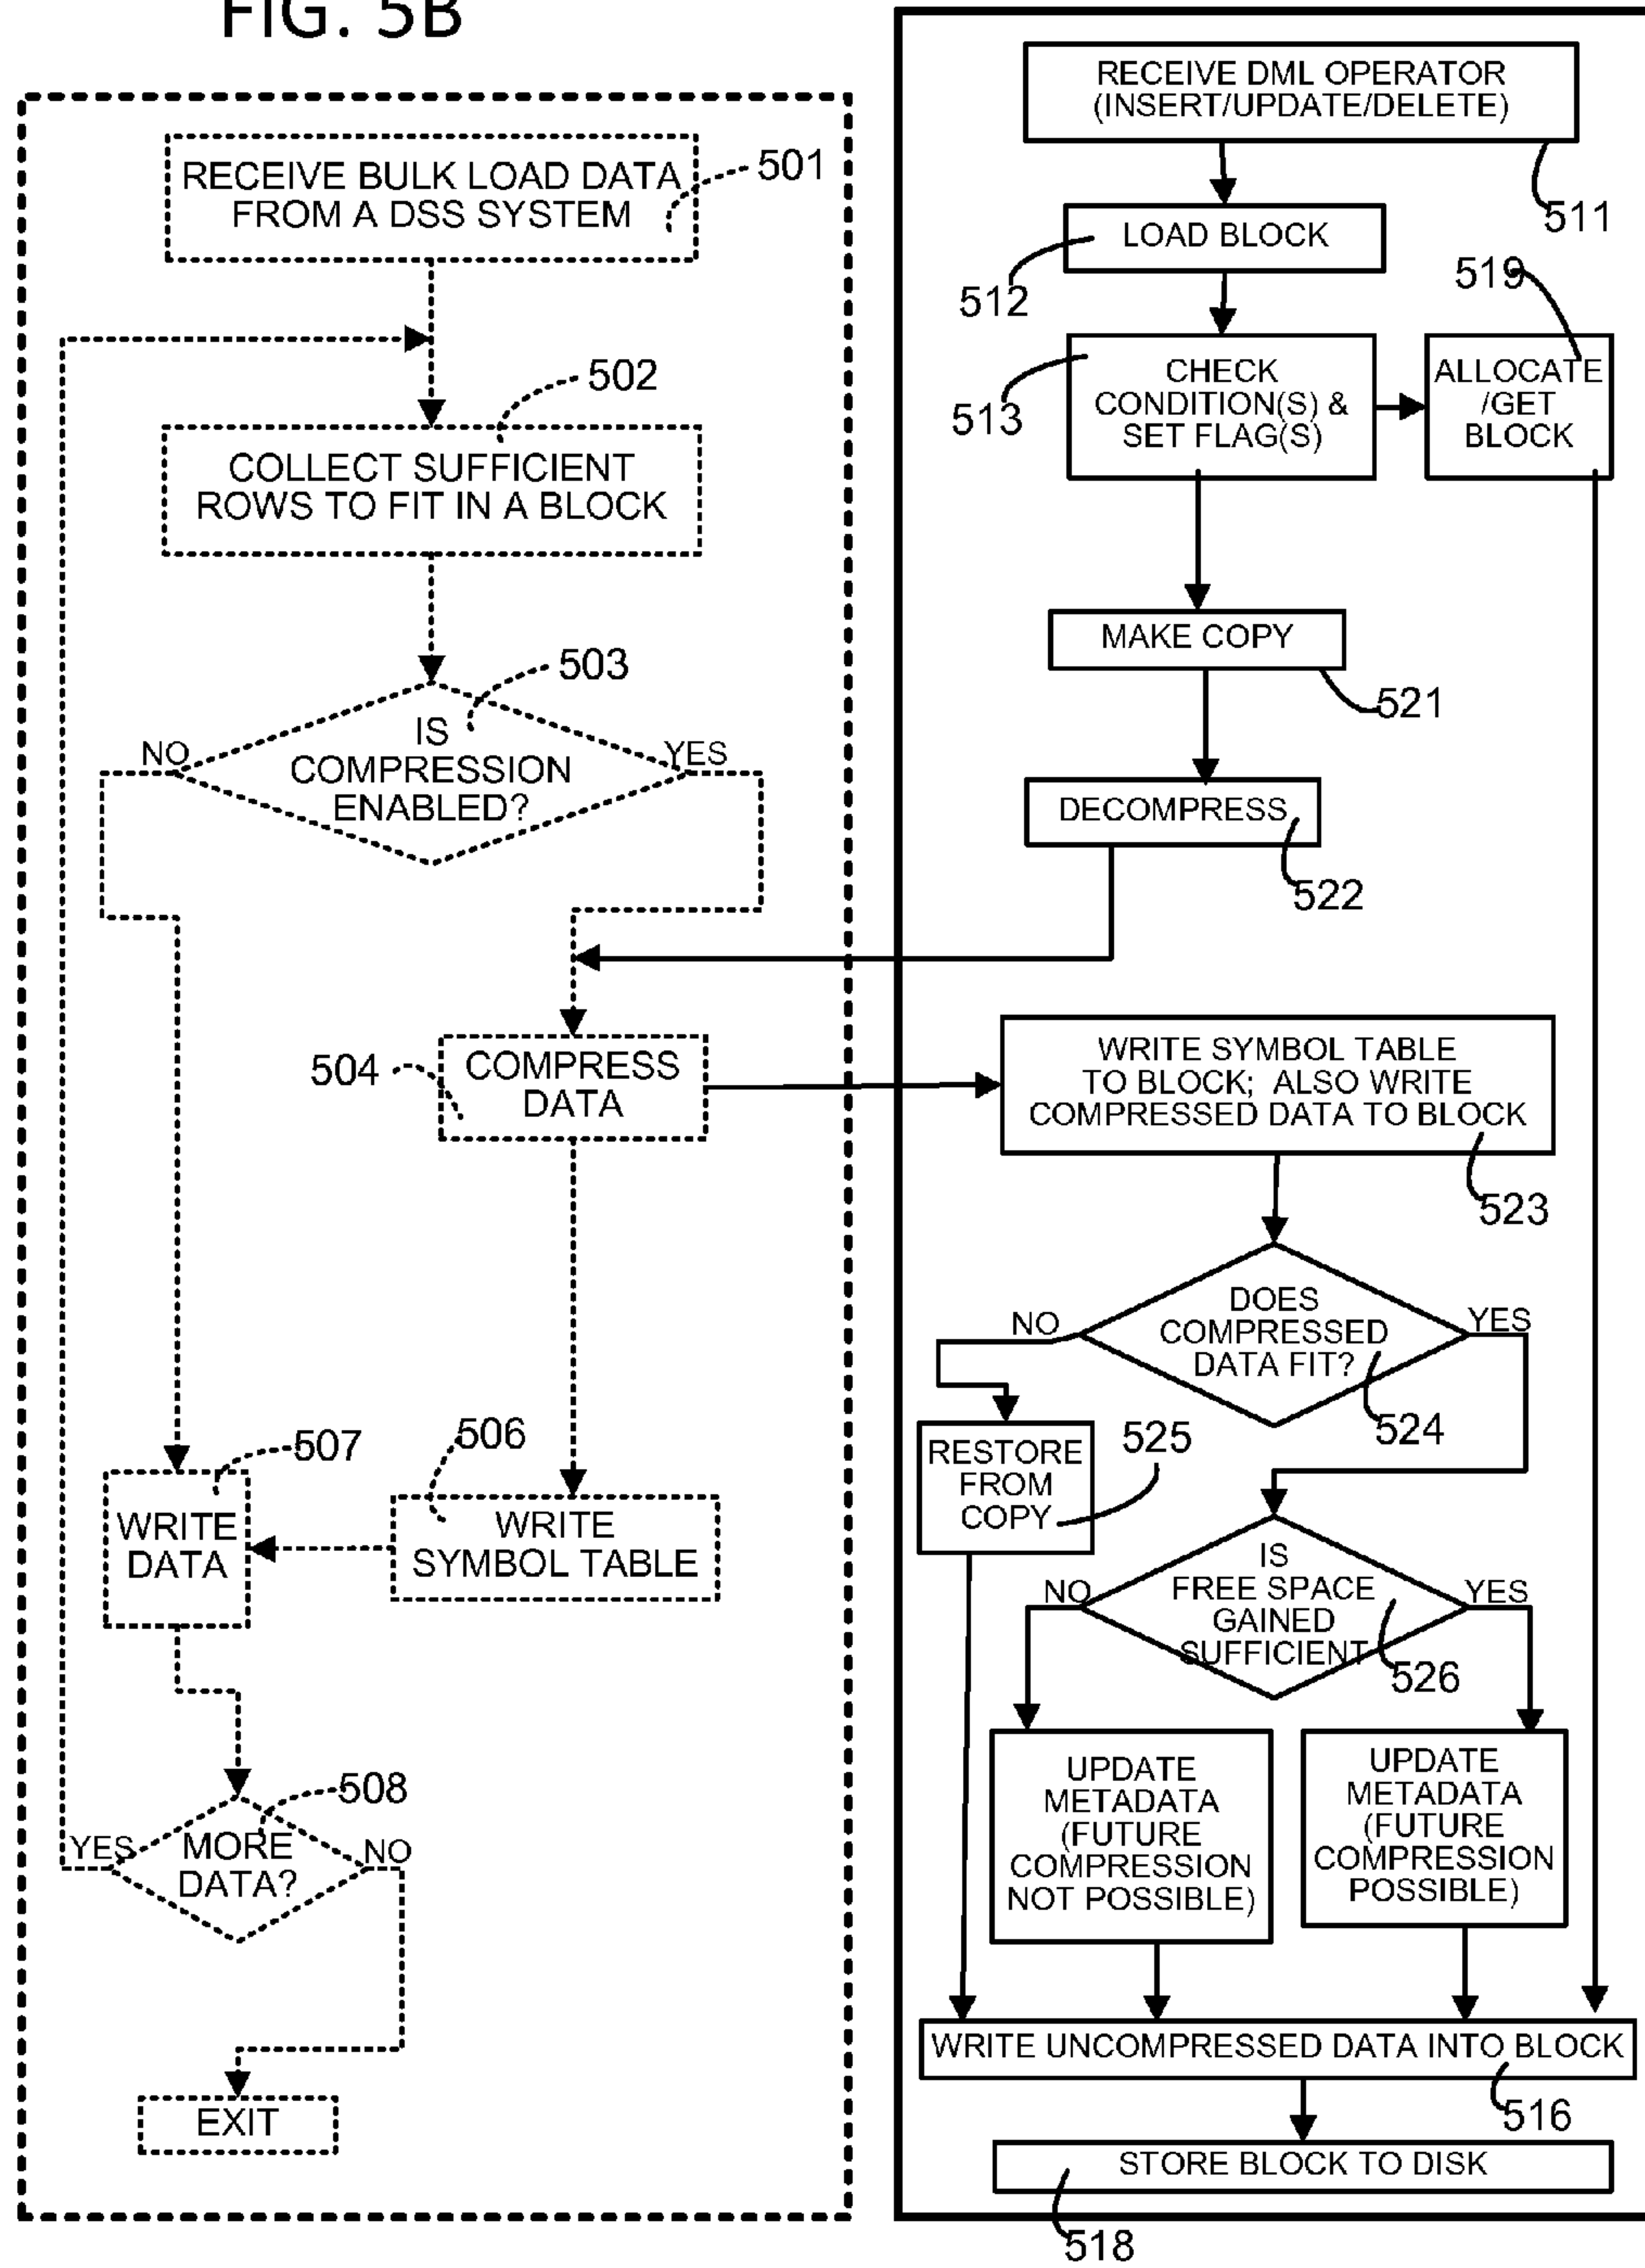 FIG. 5B
RECEIVE BULK LOAD DATA
FROM A DSS SYSTEM
501
502
COLLECT SUFFICIENT
ROWS TO FIT IN A BLOCK
503
IS
COMPRESSION
ENABLED?
NO
YES
504
COMPRESS
DATA
507
506
WRITE
DATA
WRITE
SYMBOL TABLE
508
YES
MORE
DATA?
NO
EXIT
RECEIVE DML OPERATOR
(INSERT/UPDATE/DELETE)
511
LOAD BLOCK
512
519
513
CHECK
CONDITION(S) &
SET FLAG(S)
ALLOCATE
/GET
BLOCK
MAKE COPY
521
DECOMPRESS
522
WRITE SYMBOL TABLE
TO BLOCK; ALSO WRITE
COMPRESSED DATA TO BLOCK
523
NO
DOES
COMPRESSED
DATA FIT?
YES
524
525
RESTORE
FROM
COPY
NO
IS
FREE SPACE
GAINED
SUFFICIENT
YES
526
UPDATE
METADATA
(FUTURE
COMPRESSION
NOT POSSIBLE)
UPDATE
METADATA
(FUTURE
COMPRESSION
POSSIBLE)
WRITE UNCOMPRESSED DATA INTO BLOCK
516
STORE BLOCK TO DISK
518